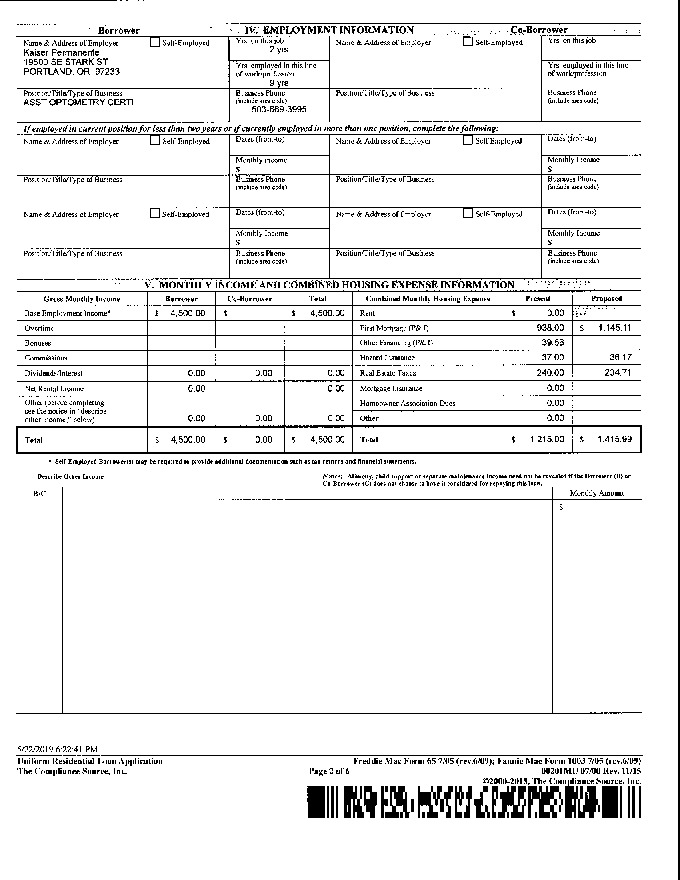 Borrower IV. EMPLOYMENT INFORMATION Co-Borrower
Name & Address of Employer Self-Employed Yrs. on this job Name & Address of Employer Self-Employed Yrs. on this job
Kaiser Permanente 7 yrs
19500 SE STARK ST
PORTLAND, OR 97233
Yrs. employed in this line of work/profession Yrs. employed in this line of work/profession
9 yrs
Position/Title/Type of Business Business Phone (include area code) Position/Title/Type of Business Business Phone (include area code)
ASST OPTOMETRY CERTI 503-669-3995
If employed in current position for less than two years or if currently employed in more than one position, complete the following:
Name & Address of Employer Self-Employed Dates (from-to) Name & Address of Employer Self-Employed Dates (from-to)
Monthly Income Monthly Income
$ $
Position/Title/Type of Business Business Phone (include area code) Position/Title/Type of Business Business Phone (include area code)
Name & Address of Employer Self-Employed Dates (from-to) Name & Address of Employer Self-Employed Dates (from-to)
Monthly Income Monthly Income
$ $
Position/Title/Type of Business Business Phone (include area code) Position/Title/Type of Business Business Phone (include area code)
V. MONTHLY INCOME AND COMBINED HOUSING EXPENSE INFORMATION
Gross Monthly Income Borrower Co-Borrower Total Combined Monthly Housing Expense Present Proposed
Base Employment Income* $ 4,500.00 $ $ 4,500.00 Rent $ 0.00
Overtime First Mortgage (P&I) 938.00 $ 1,145.11
Bonuses Other Financing (P&I)
Commissions Hazard Insurance 37.00 36.17
Dividends/Interest 0.00 0.00 0.00 Real Estate Taxes 240.00 234.71
Net Rental Income 0.00 0.00 Mortgage Insurance 0.00
Other (before completing, see the notice in "describe other income," below) 0.00 0.00 0.00 Homeowner Association Dues 0.00
Other 0.00
Total $ 4,500.00 $ 0.00 $ 4,500.00 Total $ 1,215.00 $ 1,415.99
* Self Employed Borrower(s) may be required to provide additional documentation such as tax returns and financial statements.
Describe Other Income Notice: Alimony, child support or separate maintenance income need not be revealed if the Borrower (B) or
Co-Borrower (C) does not choose to have it considered for repaying this loan.
B/C Monthly Amount
$
5/22/2019 6:22:41 PM
Uniform Residential Loan Application Freddie Mac Form 65 7/05 (rev.6/09); Fannie Mae Form 1003 7/05 (rev.6/09)
The Compliance Source, Inc. Page 2 of 6 00201MU 07/00 Rev. 11/15
©2000-2015, The Compliance Source, Inc.